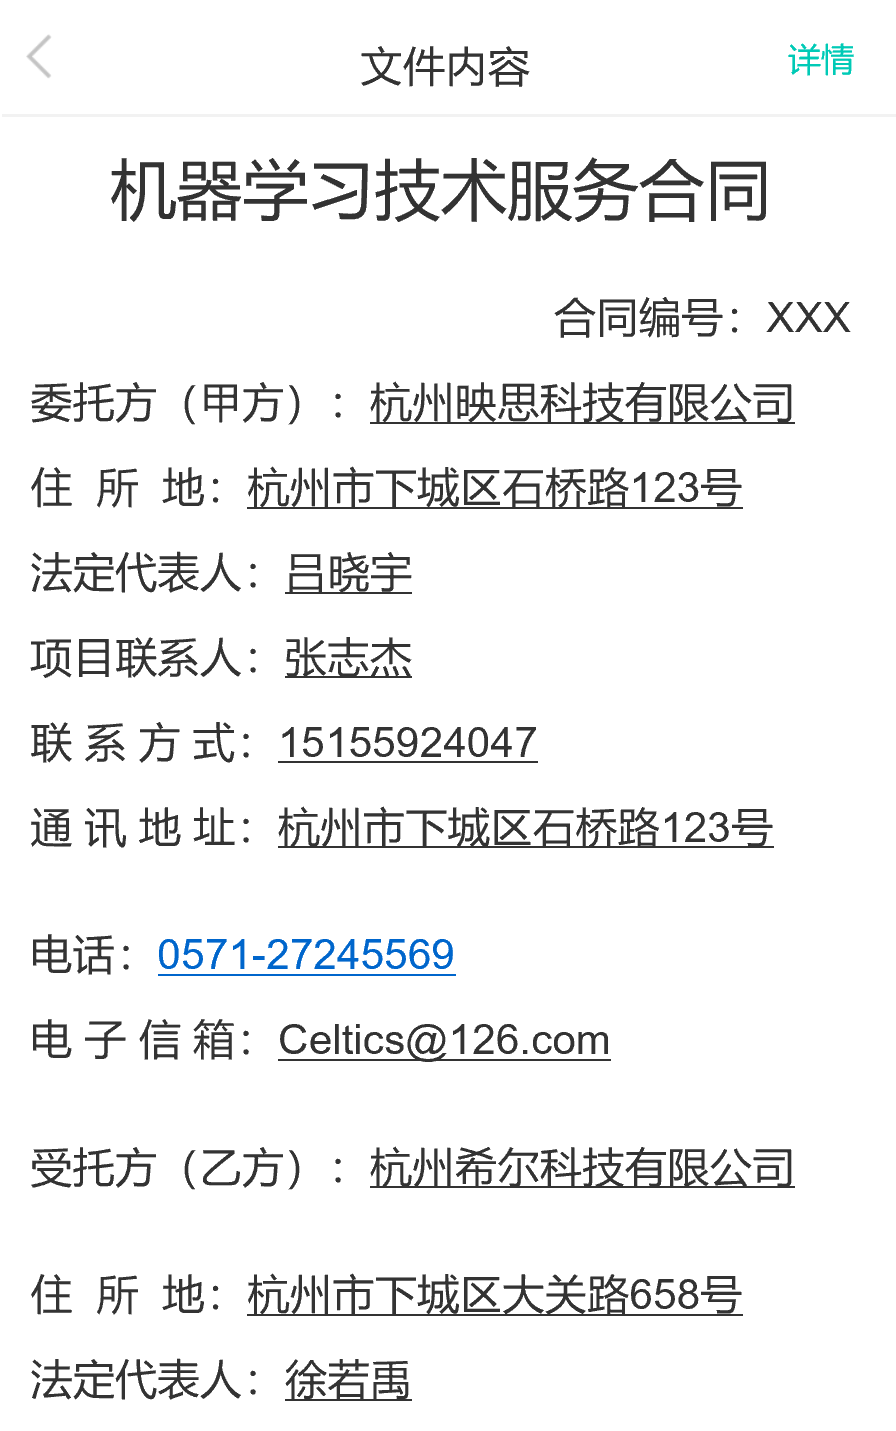 文件内容
详情
机器学习技术服务合同
合同编号：XXX
委托方（甲方）：杭州映思科技有限公司
住 所 地：杭州市下城区石桥路123号
法定代表人：吕晓宇
项目联系人：张志杰
联 系 方 式：15155924047
通 讯 地 址：杭州市下城区石桥路123号
电话：0571-27245569
电 子 信 箱：Celtics@126.com
受托方（乙方）：杭州希尔科技有限公司
住 所 地：杭州市下城区大关路658号
法定代表人：徐若禹